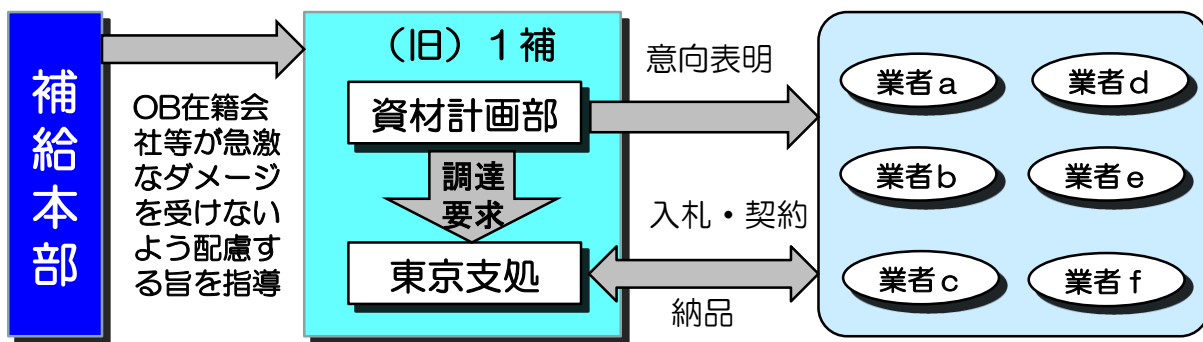 補給本部
OB在籍会
社等が急激
なダメージ
を受けない
よう配慮す
る旨を指導
（旧）１補
資材計画部
調達
要求
東京支処
意向表明
入札・契約
納品
業者ａ
業者ｄ
業者ｂ
業者ｅ
業者ｃ
業者ｆ